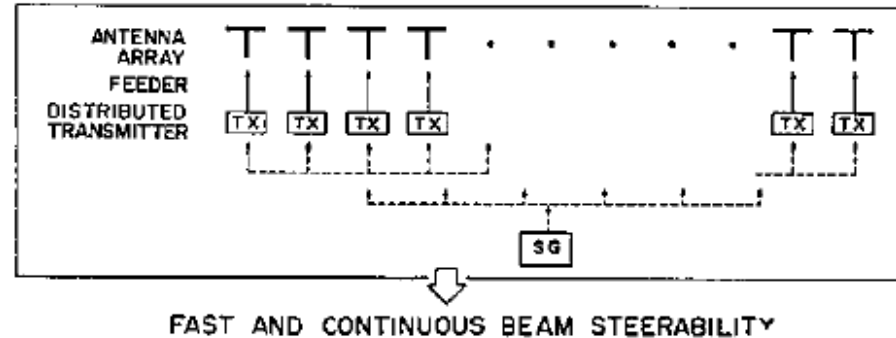 ANTENNA
ARRAY
FEEDER
DISTRIBUTED
TRANSMITTER
TX TX TX TX TX TX
SG
FAST AND CONTINUOUS BEAM STEERABILITY